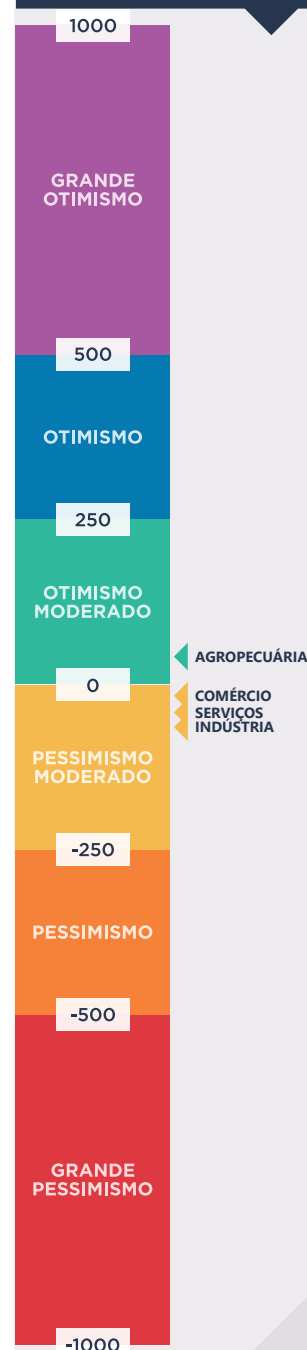 1000
GRANDE
OTIMISMO
500
OTIMISMO
250
OTIMISMO
MODERADO
AGROPECUÁRIA
0
COMÉRCIO
SERVIÇOS
INDÚSTRIA
PESSIMISMO
MODERADO
-250
PESSIMISMO
-500
GRANDE
PESSIMISMO
-1000